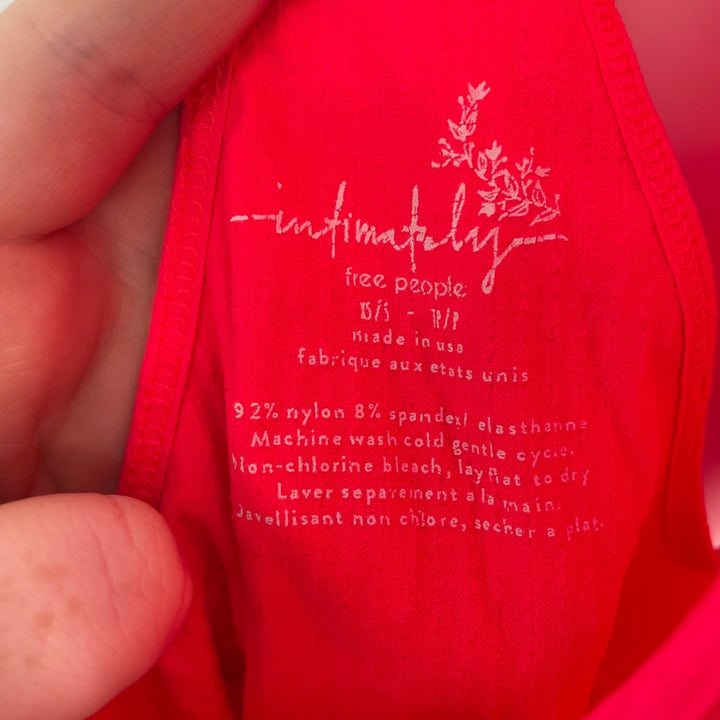 intimately
free people
XS/S - TP/P
made in usa
fabrique aux etats unis
92% nylon 8% spandex/ elasthanne
Machine wash cold gentle cycle.
Non-chlorine bleach, lay flat to dry
Laver separement a la main.
Javellisant non chlore, secher a plat.